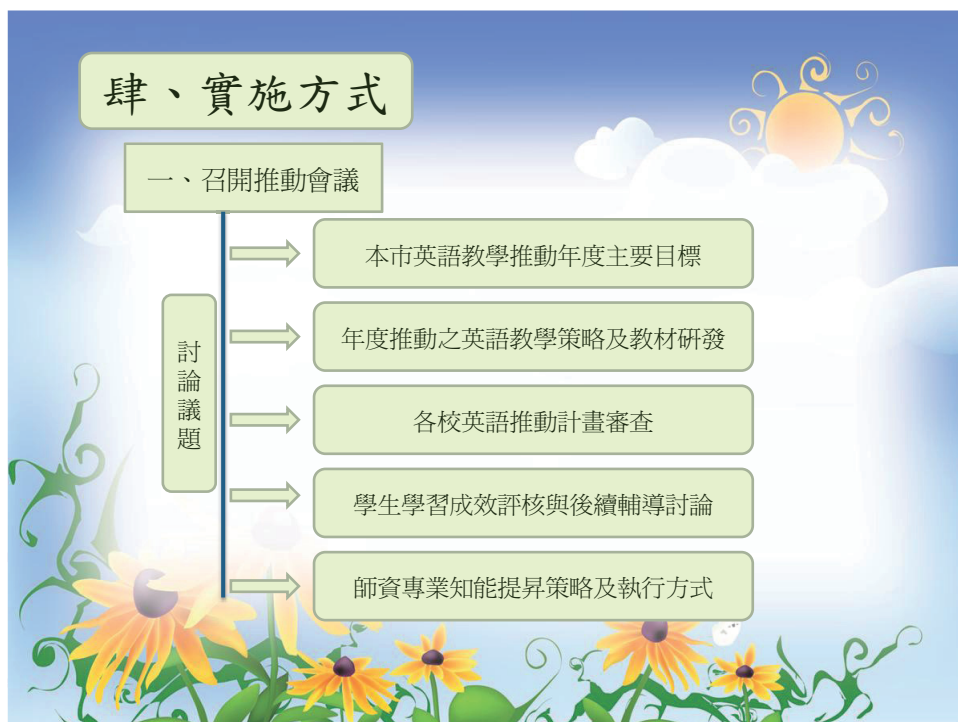 肆、實施方式
一、召開推動會議
討論議題
本市英語教學推動年度主要目標
年度推動之英語教學策略及教材研發
各校英語推動計畫審查
學生學習成效評核與後續輔導討論
師資專業知能提昇策略及執行方式